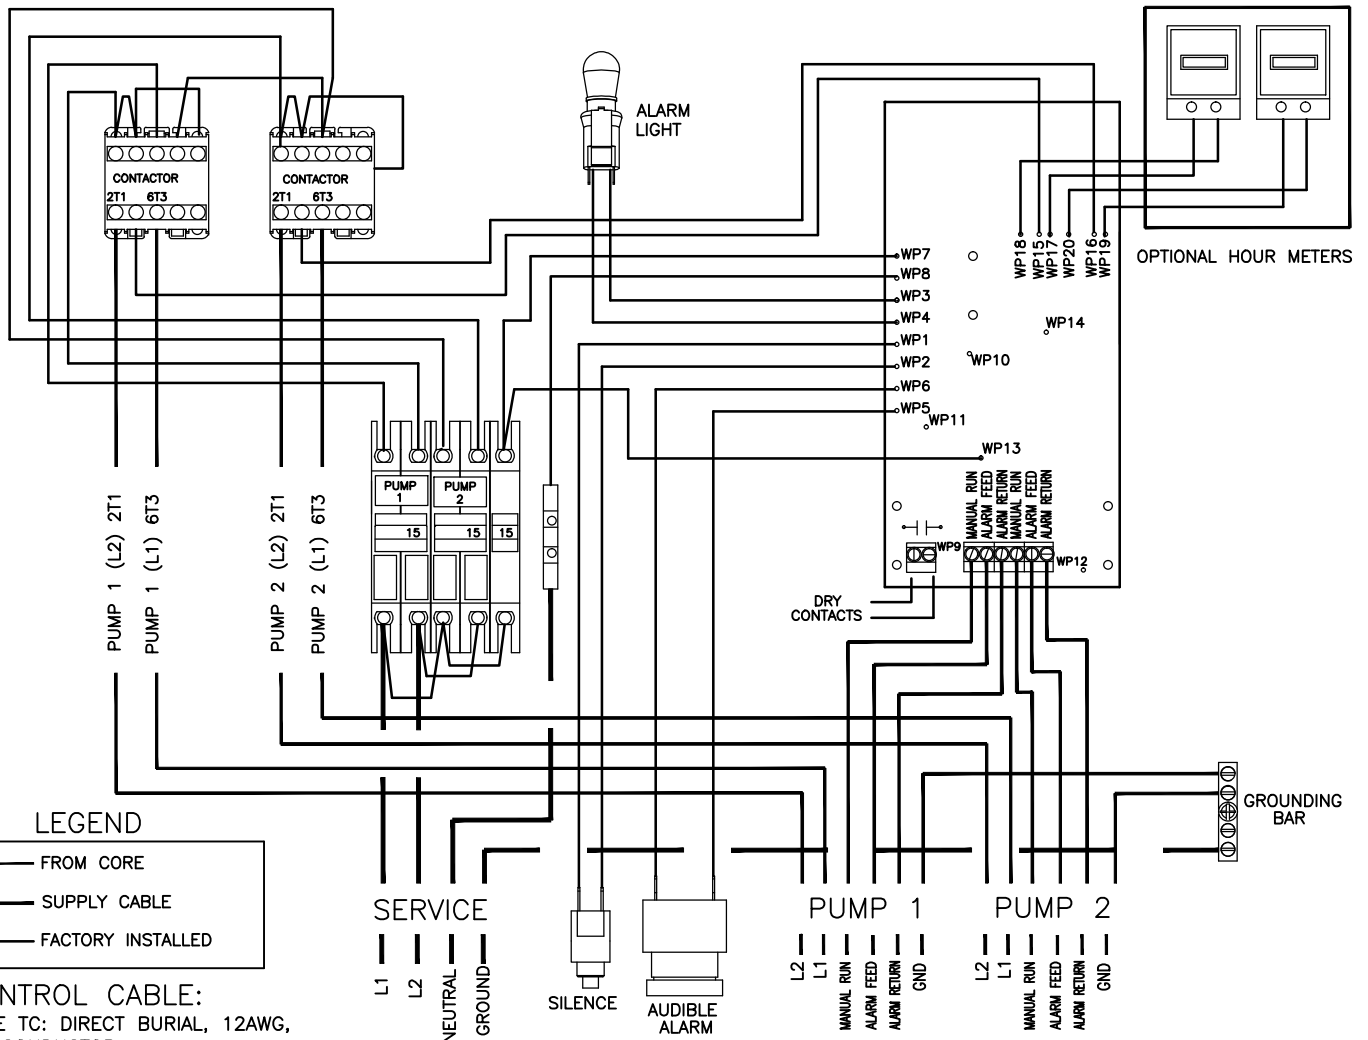 ALARM
LIGHT
CONTACTOR
2T1 6T3
CONTACTOR
2T1 6T3
OPTIONAL HOUR METERS
WP18
WP15
WP17
WP20
WP16
WP19
WP7
WP8
WP3
WP4
WP1
WP2
WP6
WP5
WP11
WP14
WP10
WP13
MANUAL RUN
ALARM FEED
ALARM RETURN
MANUAL RUN
ALARM FEED
ALARM RETURN
WP9
WP12
DRY
CONTACTS
PUMP
1
PUMP
2
15
15
15
PUMP 1 (L2) 2T1
PUMP 1 (L1) 6T3
PUMP 2 (L2) 2T1
PUMP 2 (L1) 6T3
GROUNDING
BAR
LEGEND
FROM CORE
SUPPLY CABLE
FACTORY INSTALLED
NTROL CABLE:
E TC: DIRECT BURIAL, 12AWG,
SERVICE
L1
L2
NEUTRAL
GROUND
SILENCE
AUDIBLE
ALARM
PUMP 1
L2
L1
MANUAL RUN
ALARM FEED
ALARM RETURN
GND
PUMP 2
L2
L1
MANUAL RUN
ALARM FEED
ALARM RETURN
GND